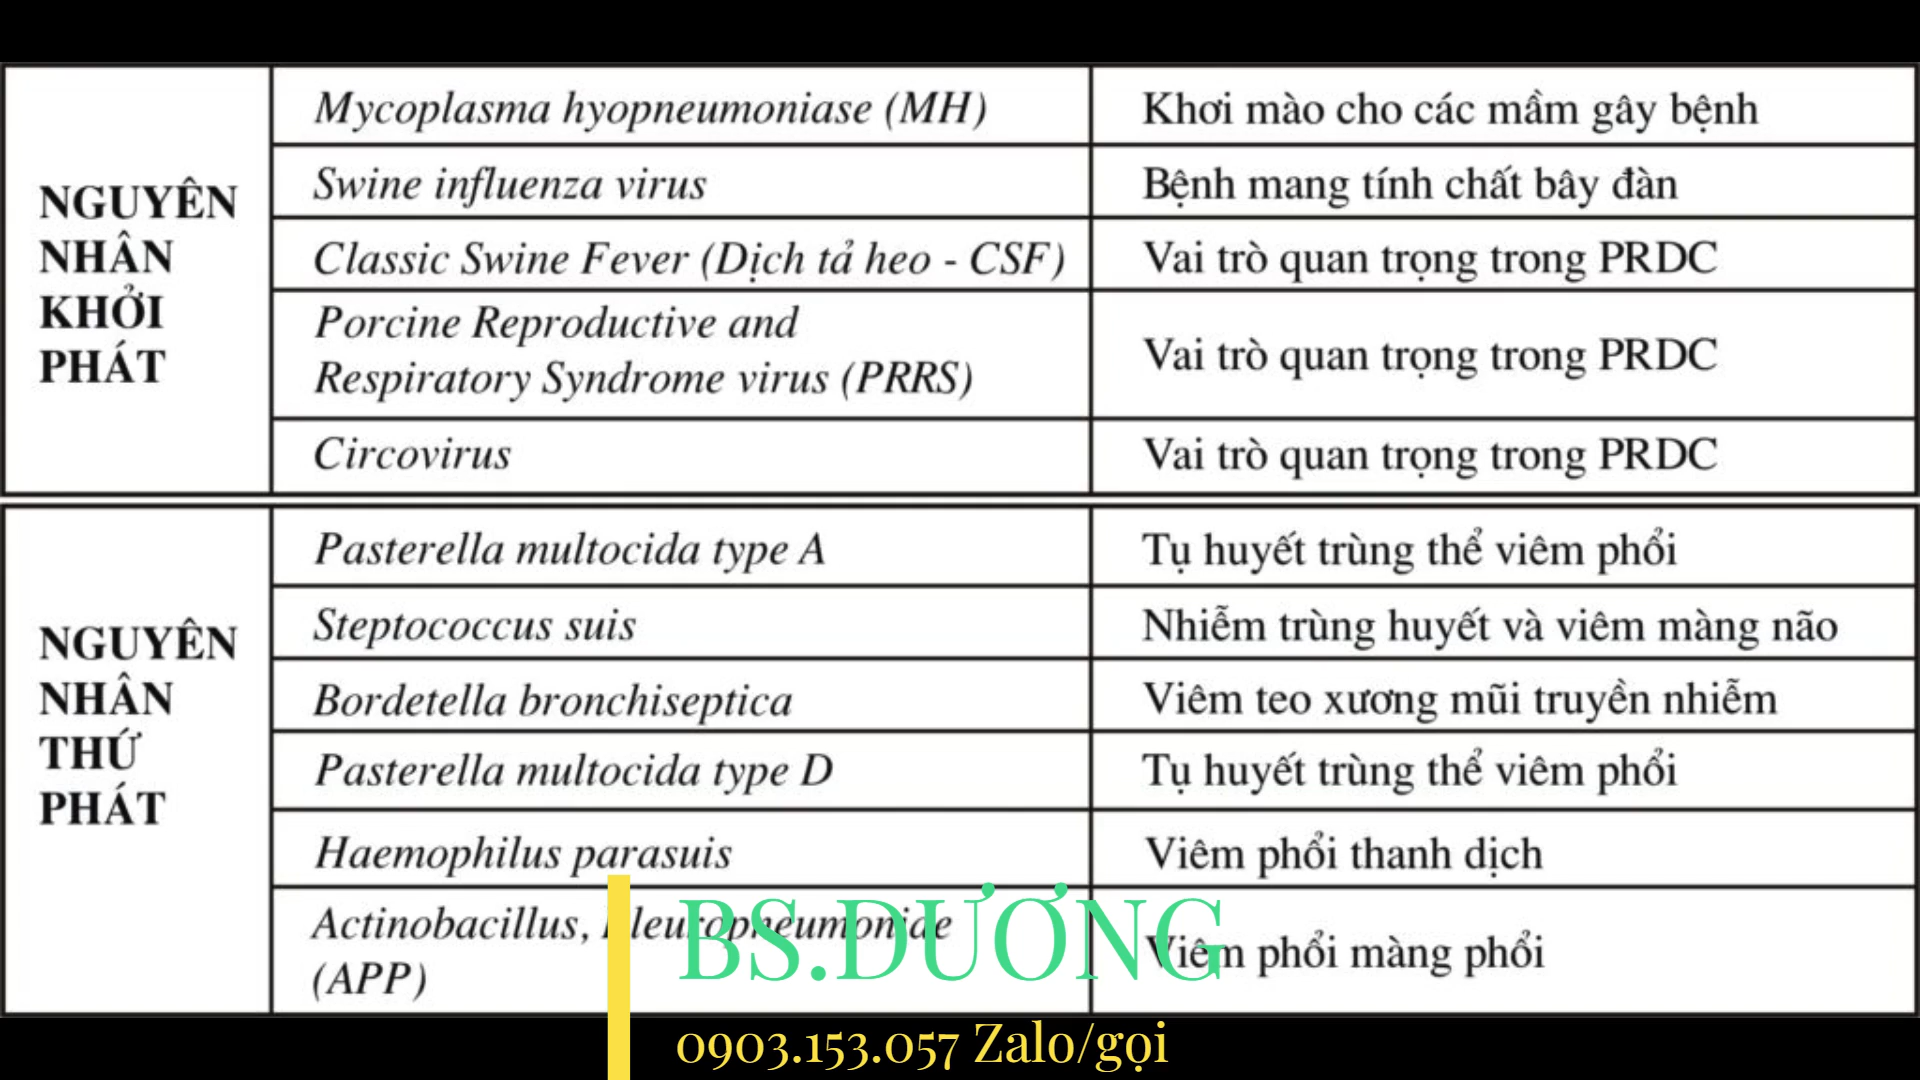 NGUYÊN
NHÂN
KHỞI
PHÁT
Mycoplasma hyopneumoniase (MH)
Khơi mào cho các mầm gây bệnh
Swine influenza virus
Bệnh mang tính chất bây đàn
Classic Swine Fever (Dịch tả heo - CSF)
Vai trò quan trọng trong PRDC
Porcine Reproductive and
Respiratory Syndrome virus (PRRS)
Vai trò quan trọng trong PRDC
Circovirus
Vai trò quan trọng trong PRDC
NGUYÊN
NHÂN
THỨ
PHÁT
Pasterella multocida type A
Tụ huyết trùng thể viêm phổi
Steptococcus suis
Nhiễm trùng huyết và viêm màng não
Bordetella bronchiseptica
Viêm teo xương mũi truyền nhiễm
Pasterella multocida type D
Tụ huyết trùng thể viêm phổi
Haemophilus parasuis
Viêm phổi thanh dịch
Actinobacillus, Pleuropneumoniae
(APP)
Viêm phổi màng phổi
BS.DƯƠNG
0903.153.057 Zalo/gọi